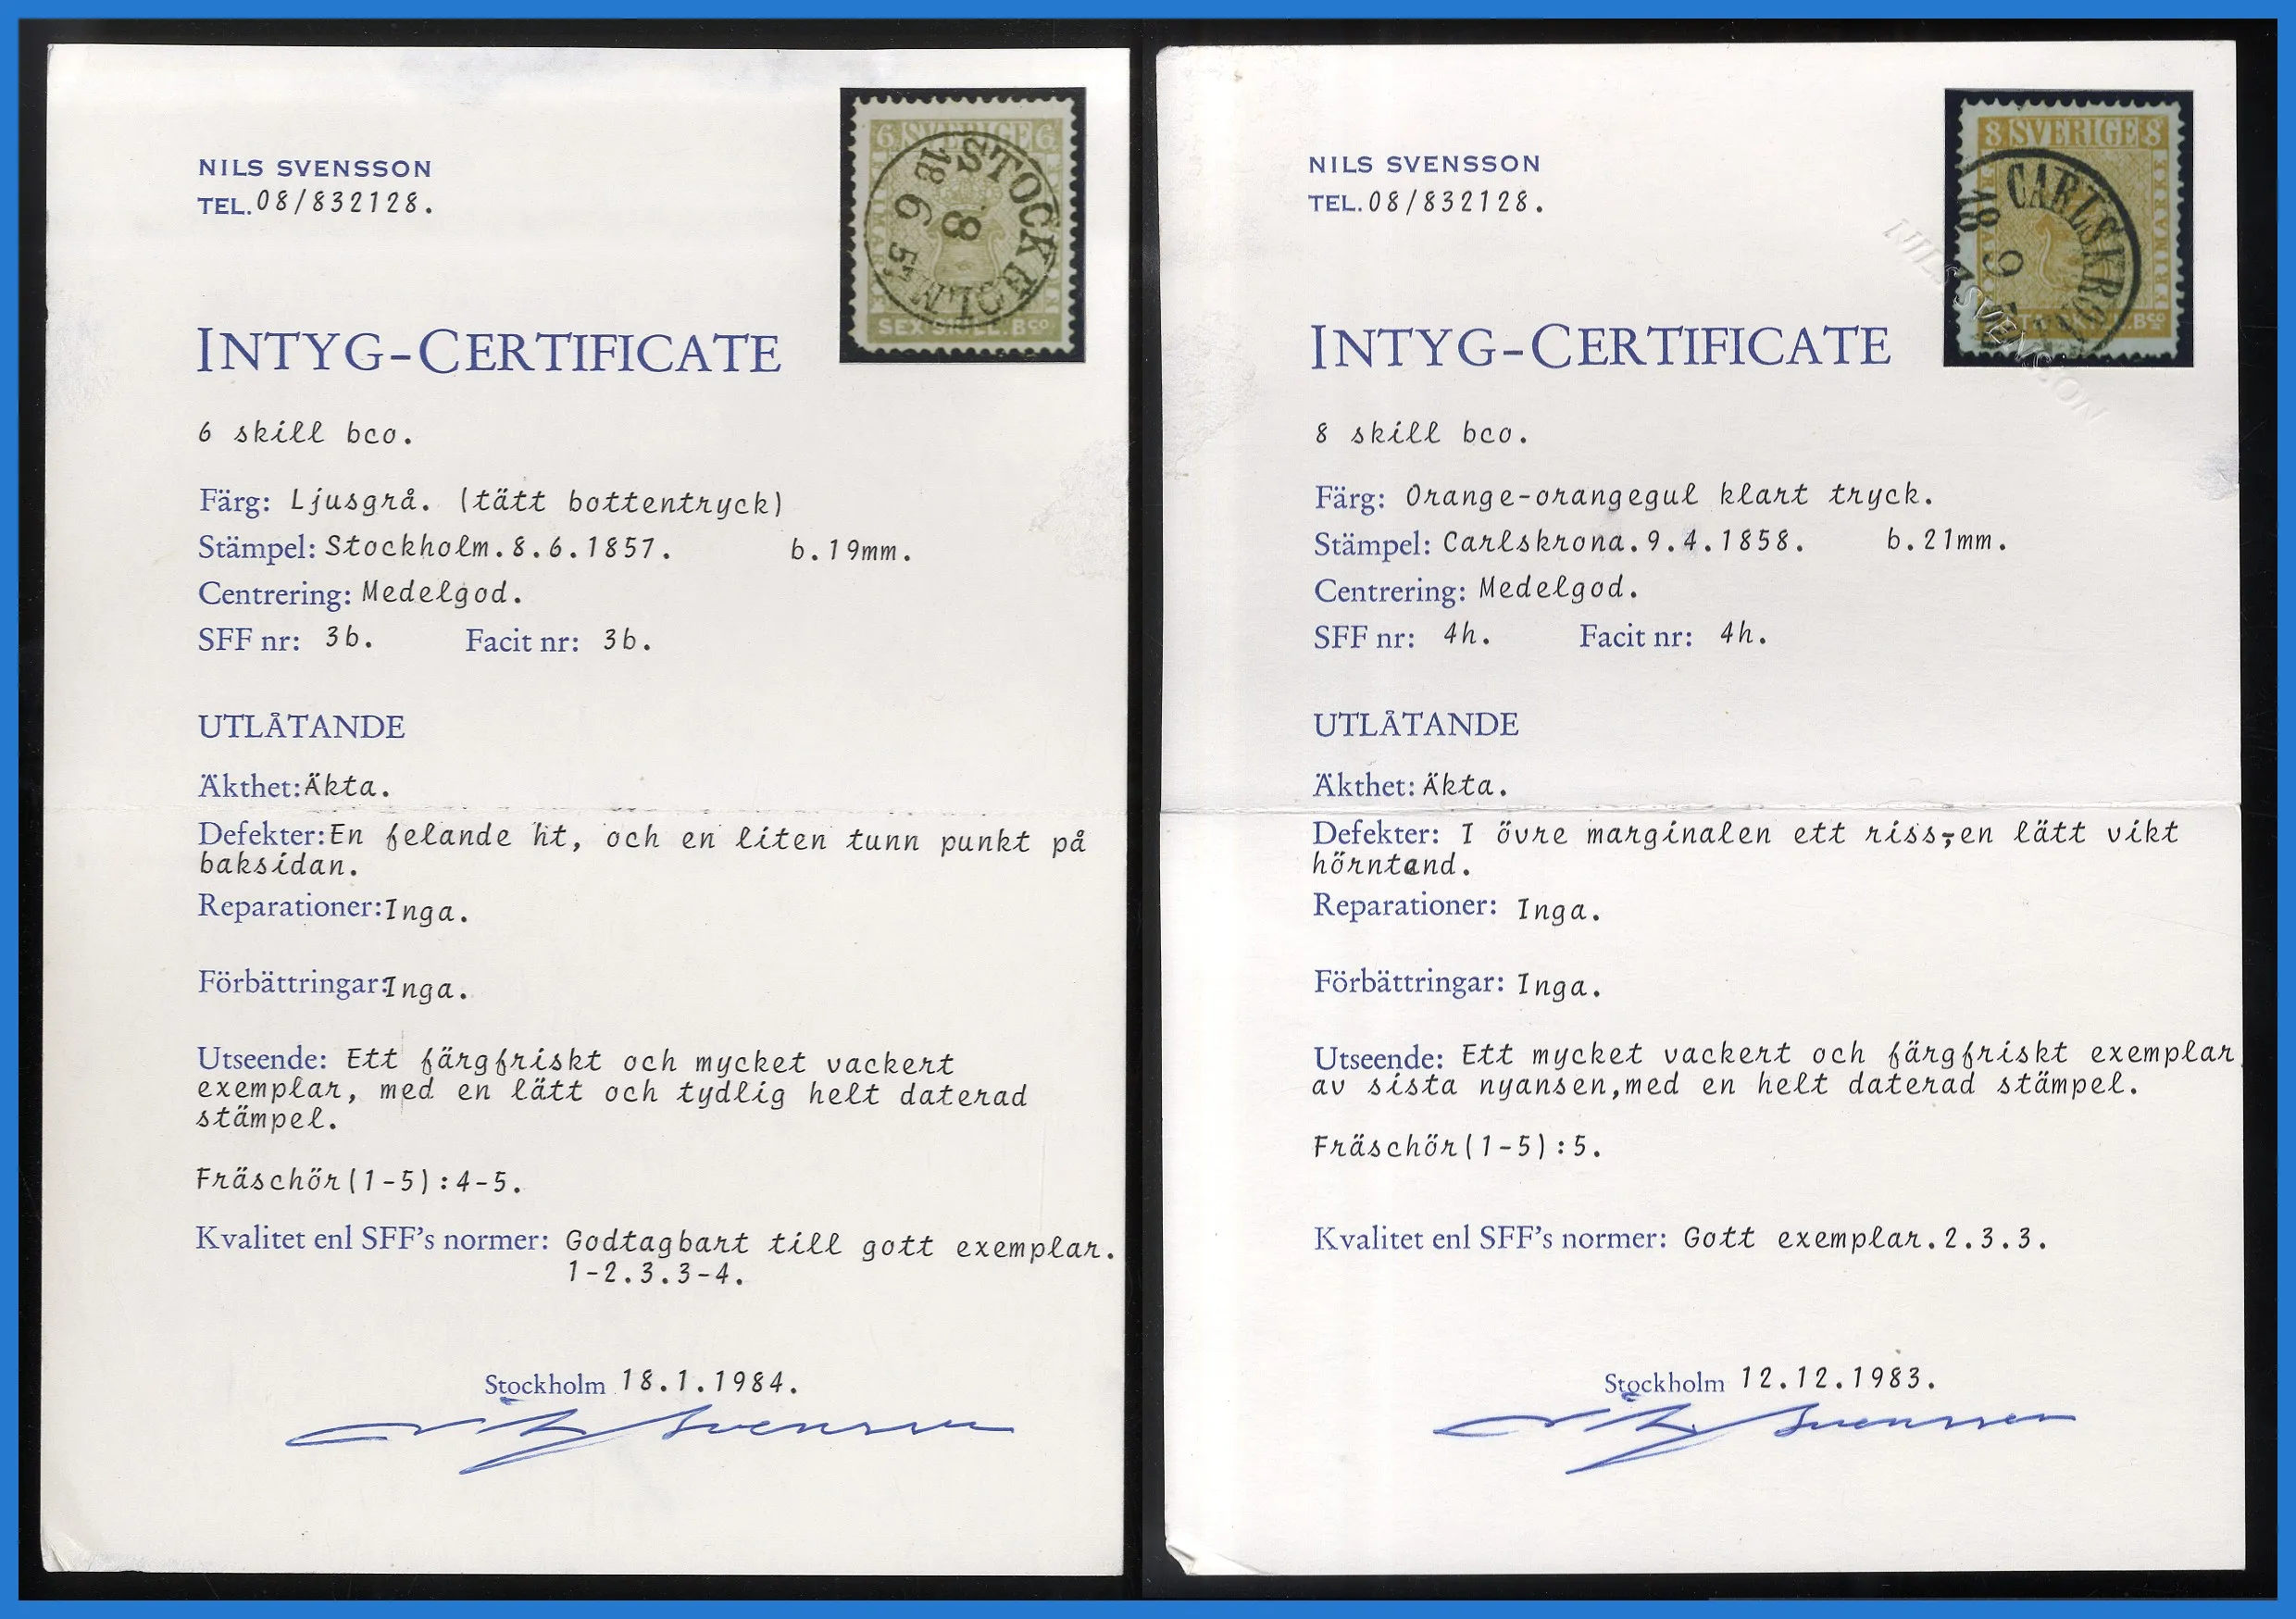 NILS SVENSSON
TEL. 08/832128.
6 SVERIGE 6
STOCKHOLM
8
18 6 57
SEX SKILL. Bco.
INTYG-CERTIFICATE
6 skill bco.
Färg: Ljusgrå. (tätt bottentryck)
Stämpel: Stockholm.8.6.1857. b.19mm.
Centrering: Medelgod.
SFF nr: 3b. Facit nr: 3b.
UTLÅTANDE
Äkthet: Äkta.
Defekter: En felande ht, och en liten tunn punkt på
baksidan.
Reparationer: Inga.
Förbättringar: Inga.
Utseende: Ett färgfriskt och mycket vackert
exemplar, med en lätt och tydlig helt daterad
stämpel.
Fräschör(1-5):4-5.
Kvalitet enl SFF's normer: Godtagbart till gott exemplar.
1-2.3.3-4.
Stockholm 18.1.1984.
Nils Svensson
NILS SVENSSON
TEL. 08/832128.
8 SVERIGE 8
CARLSKRONA
18 9
FRIMÄRKE
NILS SVENSSON
INTYG-CERTIFICATE
8 skill bco.
Färg: Orange-orangegul klart tryck.
Stämpel: Carlskrona.9.4.1858. b.21mm.
Centrering: Medelgod.
SFF nr: 4h. Facit nr: 4h.
UTLÅTANDE
Äkthet: Äkta.
Defekter: I övre marginalen ett riss,en lätt vikt
hörntand.
Reparationer: Inga.
Förbättringar: Inga.
Utseende: Ett mycket vackert och färgfriskt exemplar
av sista nyansen,med en helt daterad stämpel.
Fräschör(1-5):5.
Kvalitet enl SFF's normer: Gott exemplar.2.3.3.
Stockholm 12.12.1983.
Nils Svensson